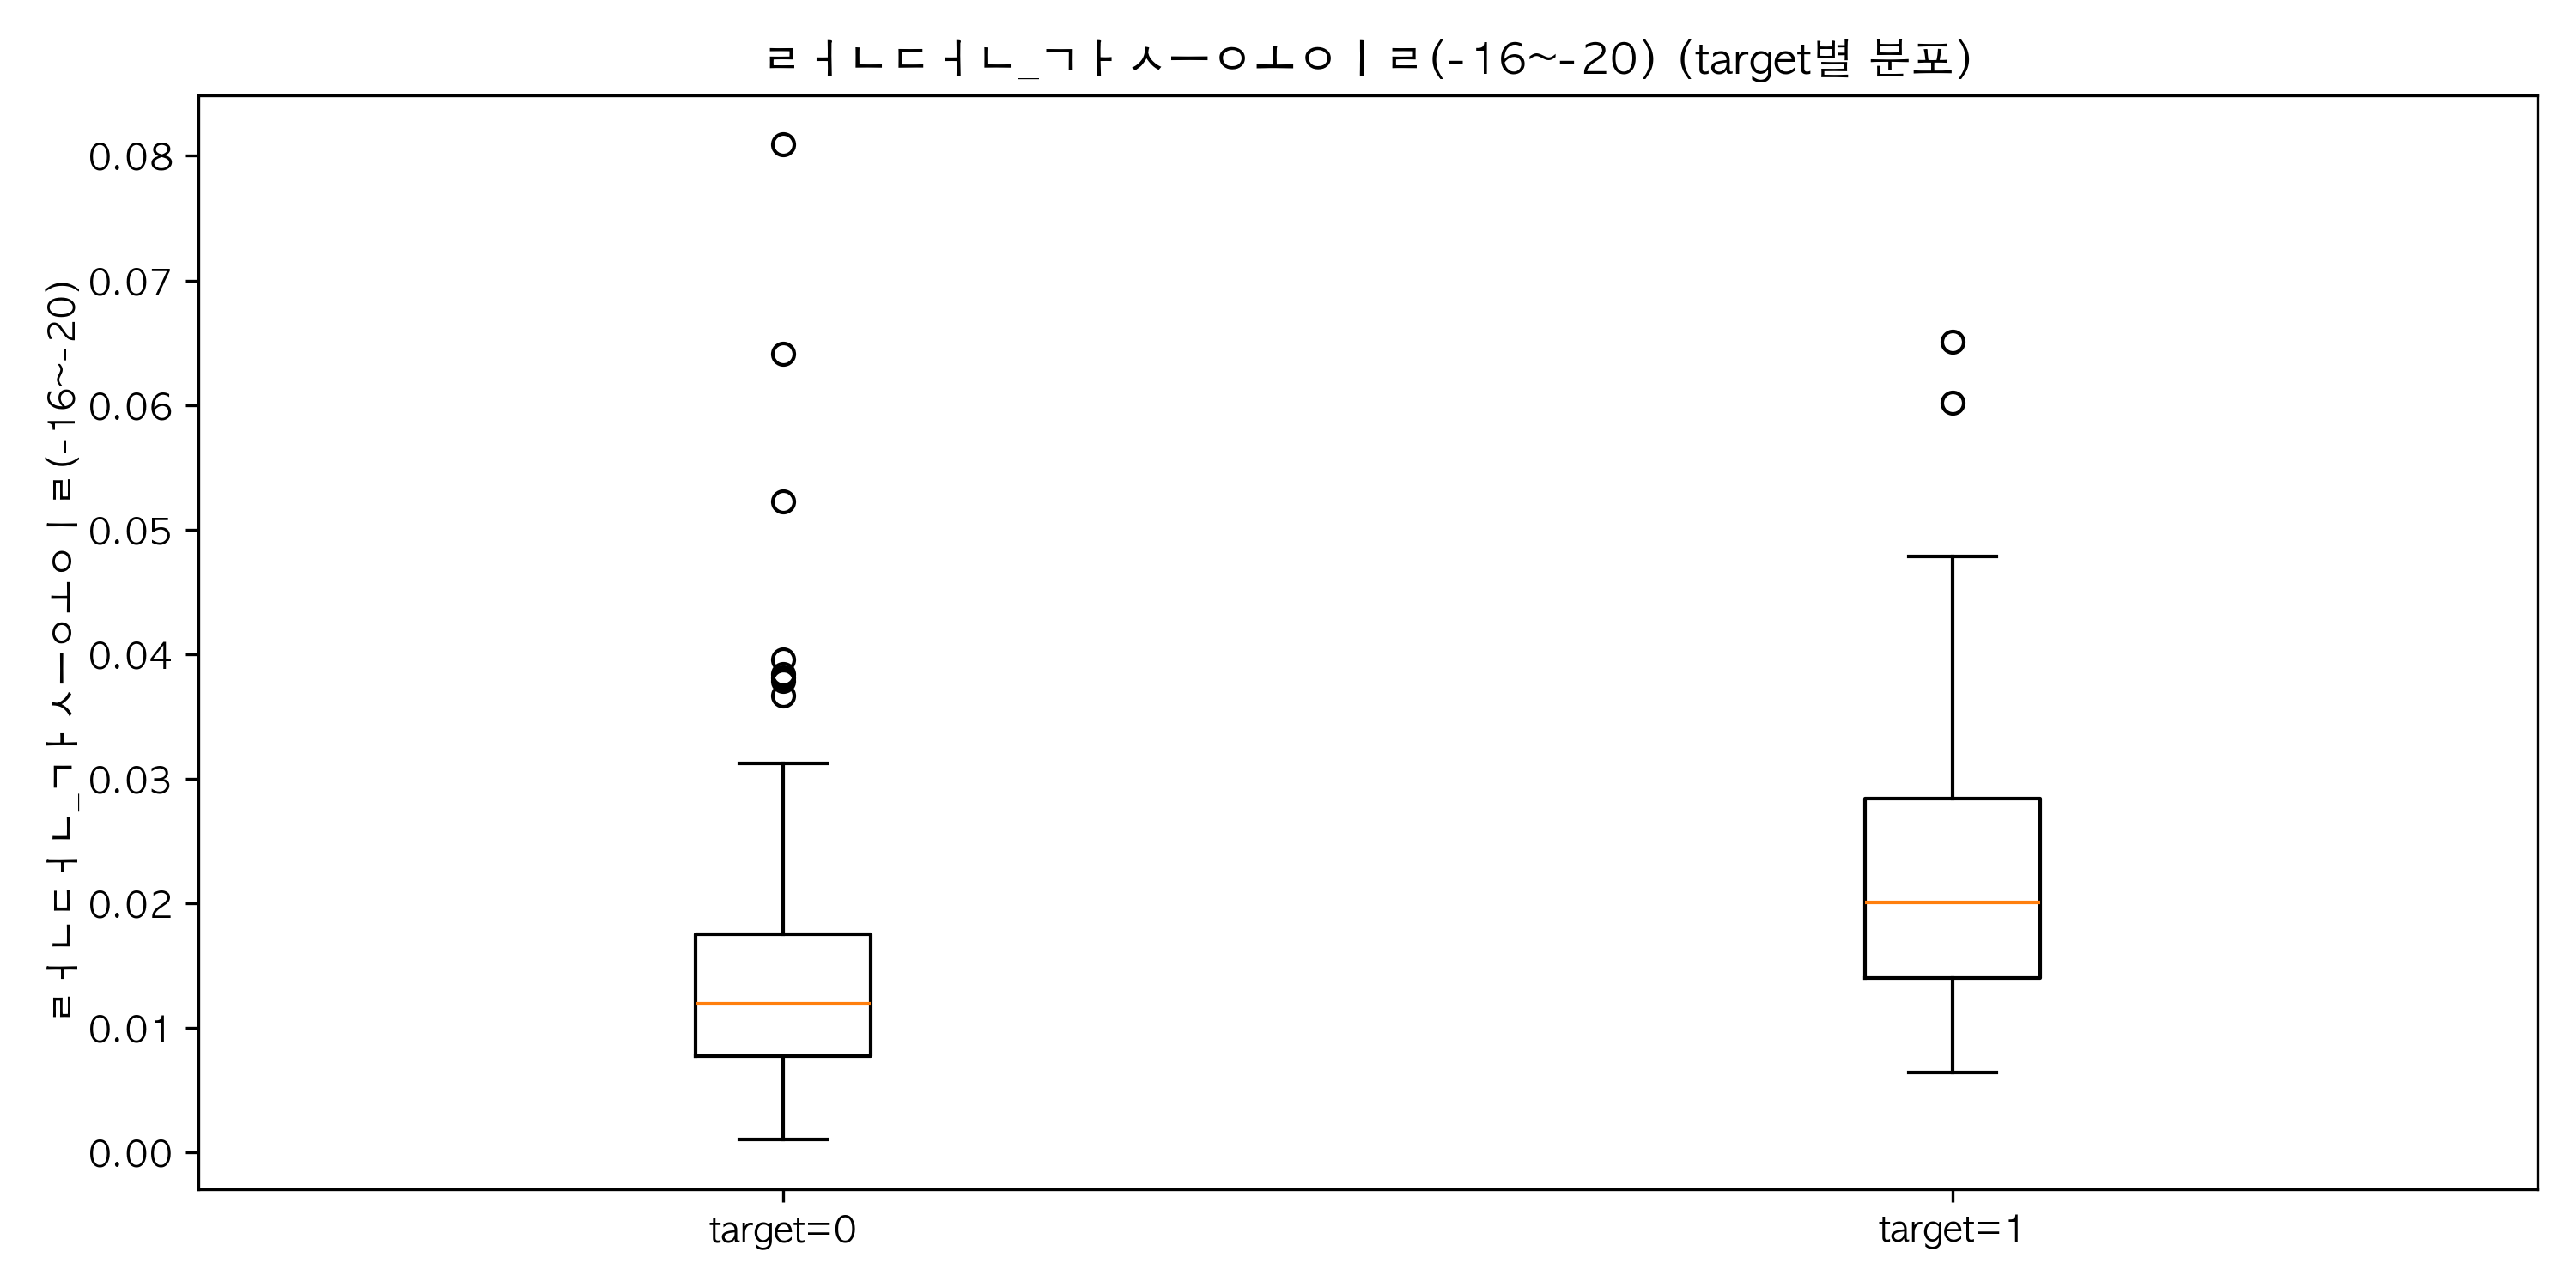 ㄹㅓㄴㄷㅓㄴ_ㄱㅏㅅㅡㅇㅗㅇㅣㄹ(-16~-20) (target별 분포)
ㄹㅓㄴㄷㅓㄴ_ㄱㅏㅅㅡㅇㅗㅇㅣㄹ(-16~-20)
0.08
0.07
0.06
0.05
0.04
0.03
0.02
0.01
0.00
target=0
target=1